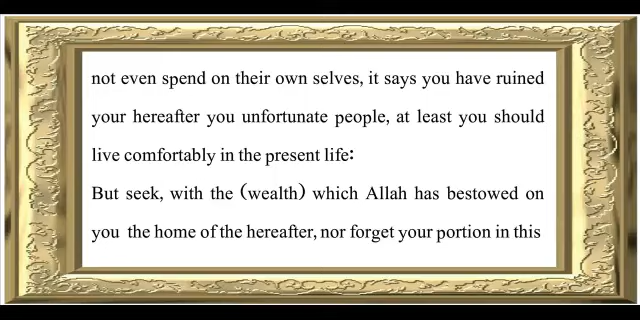 not even spend on their own selves, it says you have ruined
your hereafter you unfortunate people, at least you should
live comfortably in the present life:
But seek, with the (wealth) which Allah has bestowed on
you the home of the hereafter, nor forget your portion in this